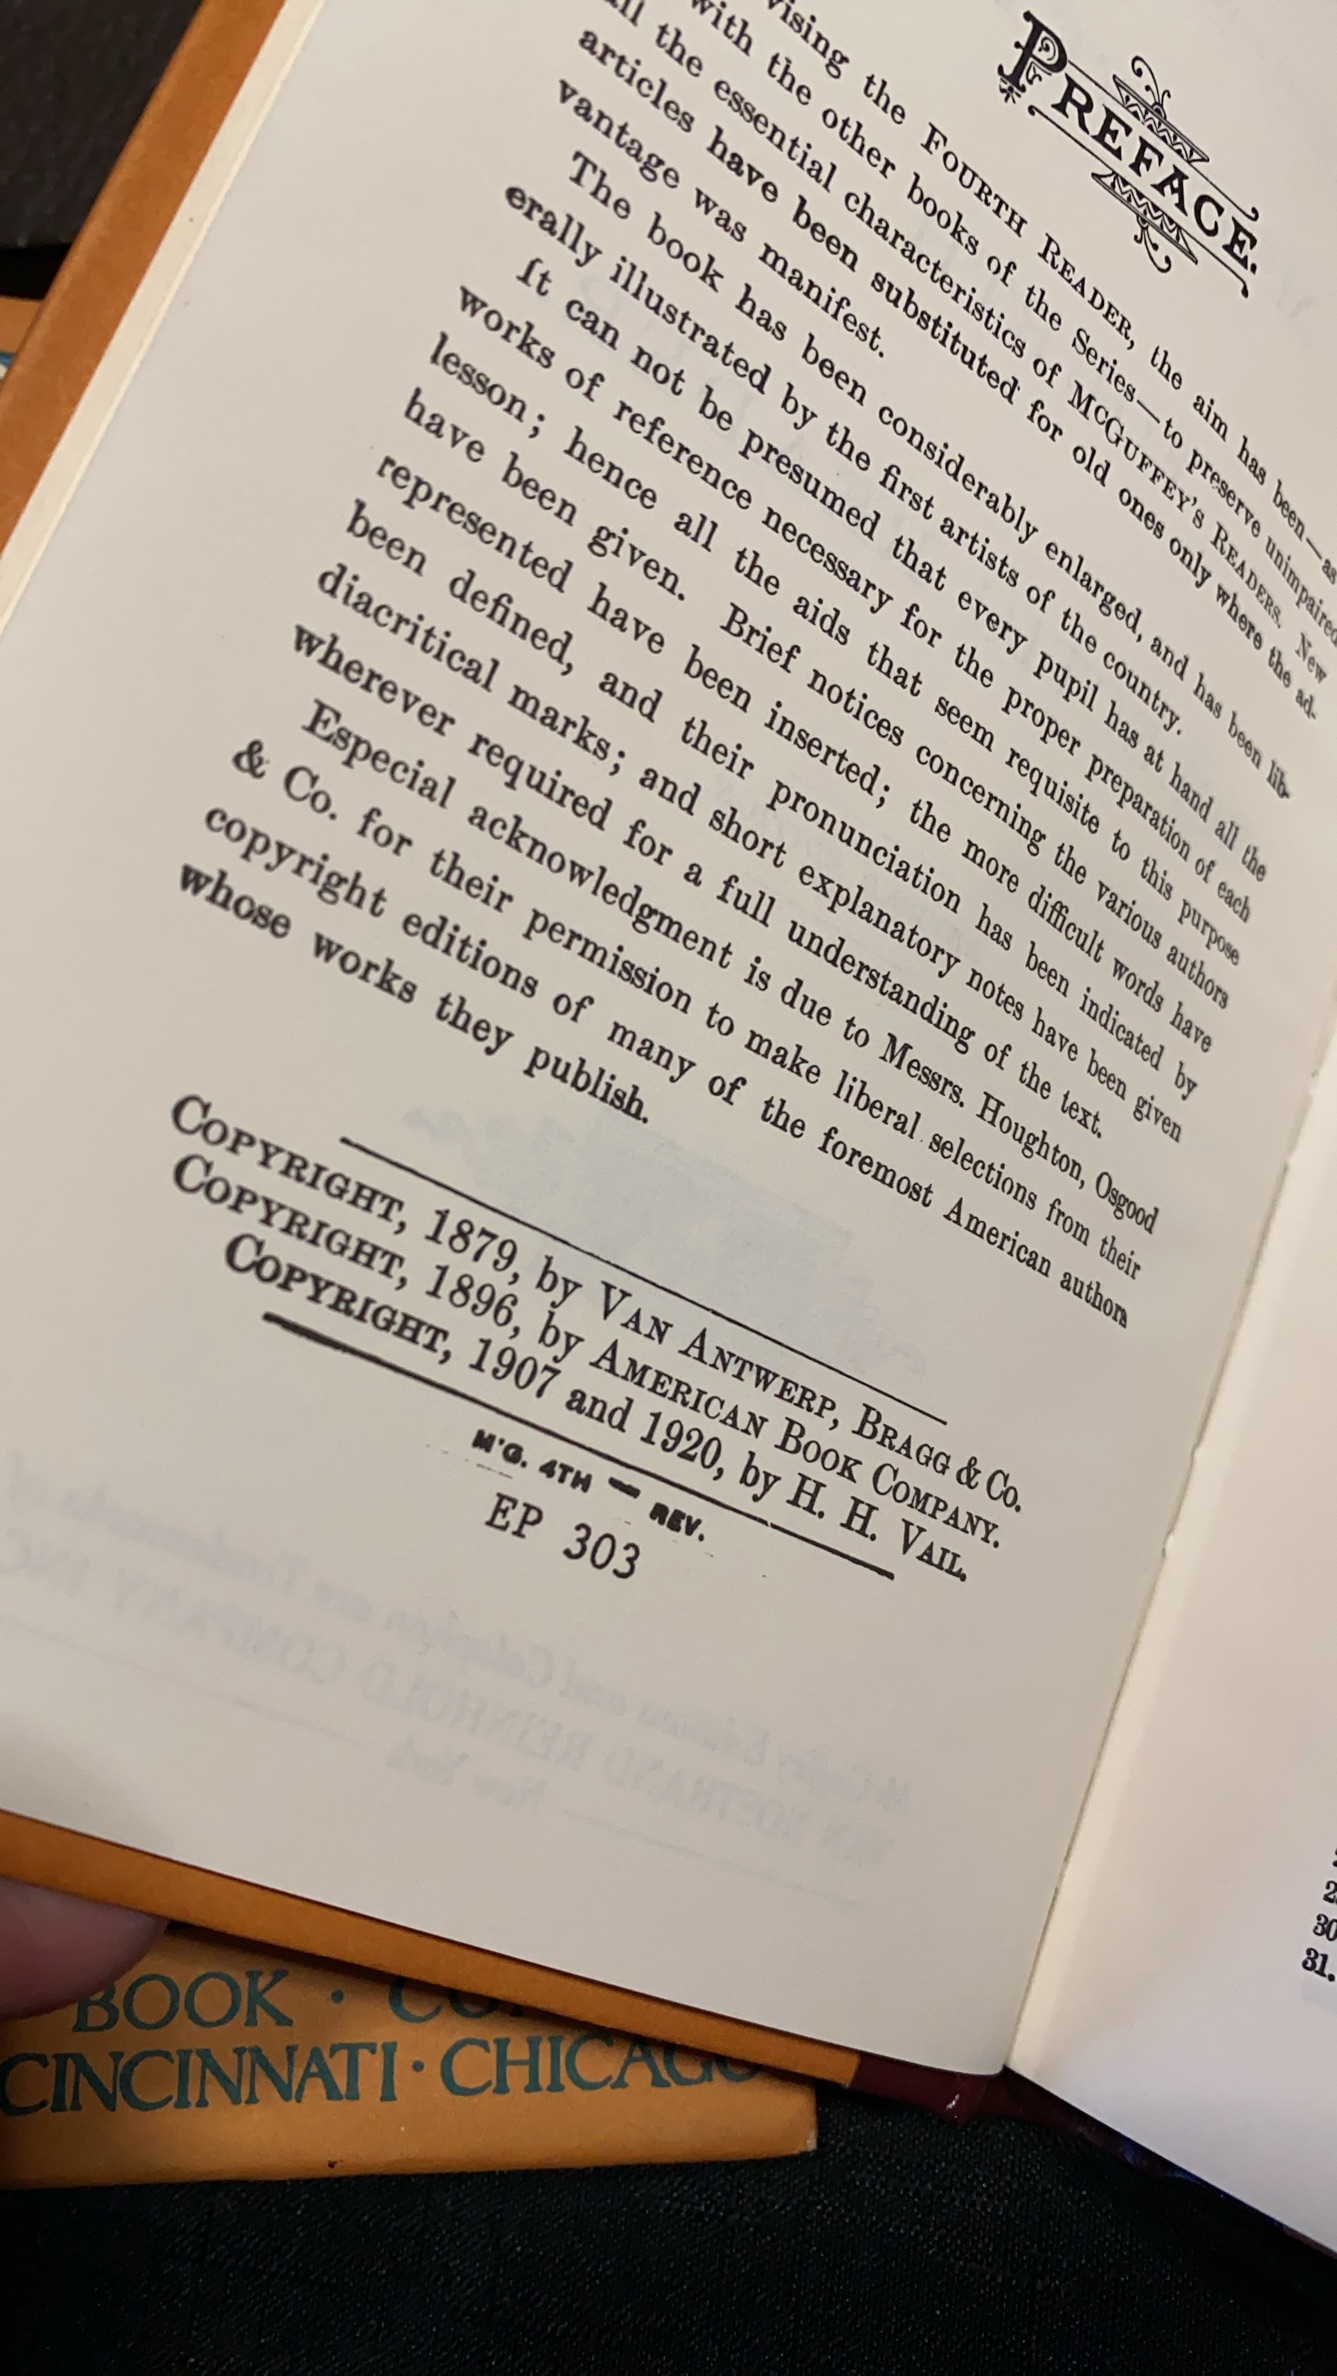 PREFACE.
vising the FOURTH READER, the aim has been—as
with the other books of the Series—to preserve unimpaired
all the essential characteristics of MCGUFFEY'S READERS. New
articles have been substituted for old ones only where the ad-
vantage was manifest.
The book has been considerably enlarged, and has been lib-
erally illustrated by the first artists of the country.
It can not be presumed that every pupil has at hand all the
works of reference necessary for the proper preparation of each
lesson; hence all the aids that seem requisite to this purpose
have been given. Brief notices concerning the various authors
represented have been inserted; the more difficult words have
been defined, and their pronunciation has been indicated by
diacritical marks; and short explanatory notes have been given
wherever required for a full understanding of the text.
Especial acknowledgment is due to Messrs. Houghton, Osgood
& Co. for their permission to make liberal selections from their
copyright editions of many of the foremost American authors
whose works they publish.
COPYRIGHT, 1879, by VAN ANTWERP, BRAGG & CO.
COPYRIGHT, 1896, by AMERICAN BOOK COMPANY.
COPYRIGHT, 1907 and 1920, by H. H. VAIL.
M'G. 4TH — REV.
EP 303
30
31.
BOOK ·
CINCINNATI · CHICAGO